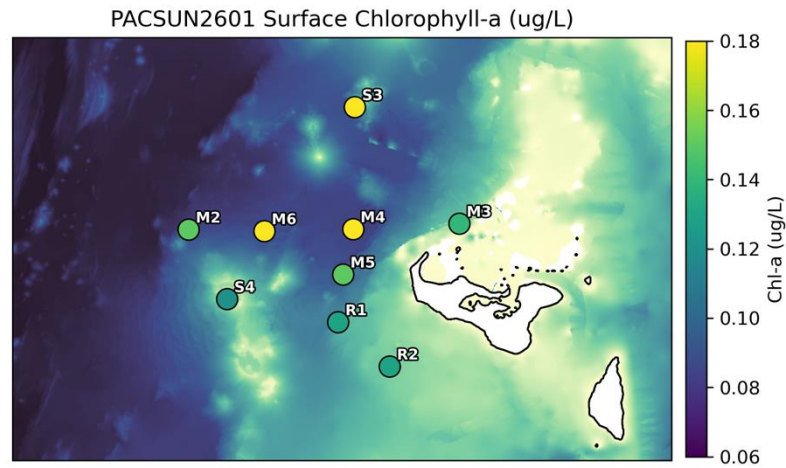 PACSUN2601 Surface Chlorophyll-a (ug/L)
S3
M2
M6
M4
M3
M5
S4
R1
R2
0.18
0.16
0.14
0.12
0.10
0.08
0.06
Chl-a (ug/L)